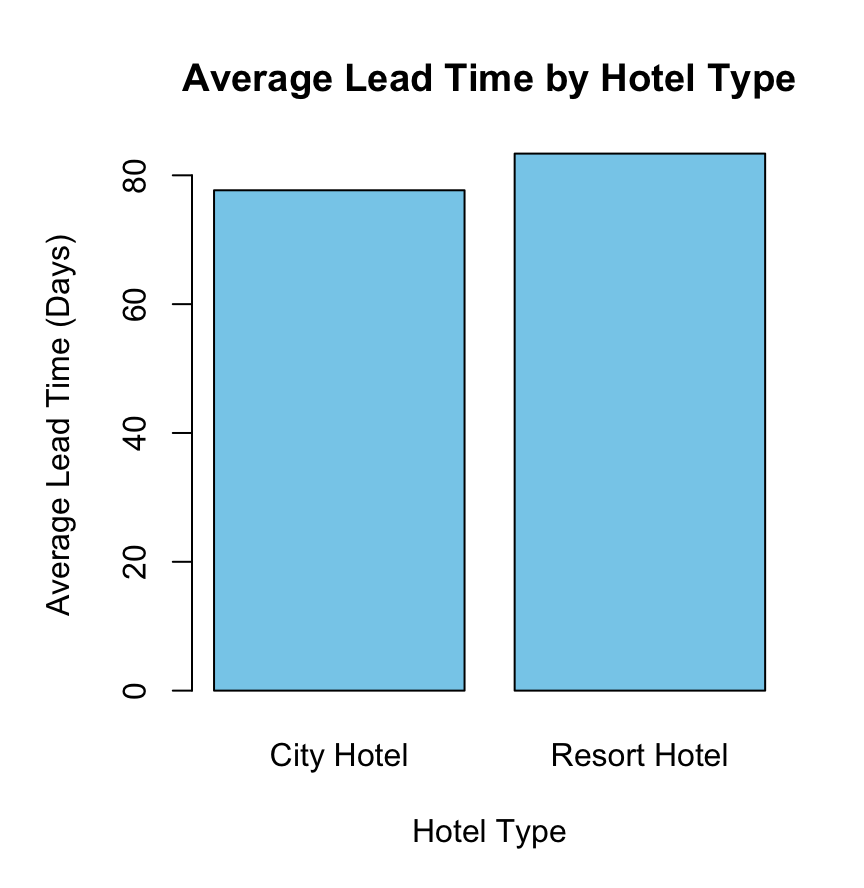 Average Lead Time by Hotel Type
Average Lead Time (Days)
80
60
40
20
0
City Hotel
Resort Hotel
Hotel Type